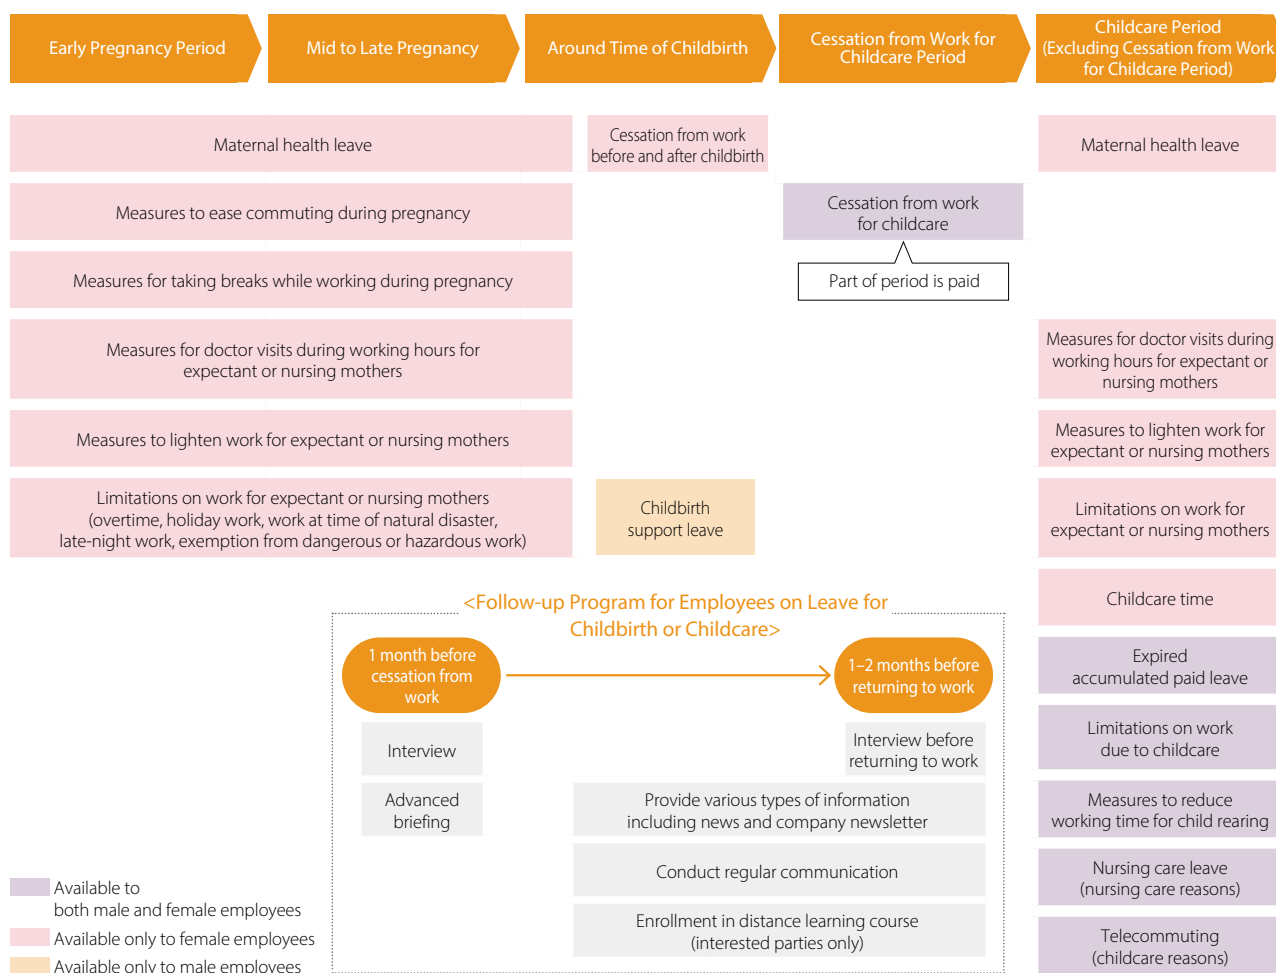 Early Pregnancy Period
Mid to Late Pregnancy
Around Time of Childbirth
Cessation from Work for
Childcare Period
Childcare Period
(Excluding Cessation from Work
for Childcare Period)
Maternal health leave
Cessation from work
before and after childbirth
Maternal health leave
Measures to ease commuting during pregnancy
Cessation from work
for childcare
Measures for taking breaks while working during pregnancy
Part of period is paid
Measures for doctor visits during working hours for
expectant or nursing mothers
Measures for doctor visits during
working hours for expectant or
nursing mothers
Measures to lighten work for expectant or nursing mothers
Measures to lighten work for
expectant or nursing mothers
Limitations on work for expectant or nursing mothers
(overtime, holiday work, work at time of natural disaster,
late-night work, exemption from dangerous or hazardous work)
Childbirth
support leave
Limitations on work for
expectant or nursing mothers
Childcare time
<Follow-up Program for Employees on Leave for
Childbirth or Childcare>
1 month before
cessation from
work
1–2 months before
returning to work
Expired
accumulated paid leave
Interview
Interview before
returning to work
Limitations on work
due to childcare
Advanced
briefing
Provide various types of information
including news and company newsletter
Measures to reduce
working time for child rearing
Conduct regular communication
Nursing care leave
(nursing care reasons)
Enrollment in distance learning course
(interested parties only)
Telecommuting
(childcare reasons)
Available to
both male and female employees
Available only to female employees
Available only to male employees